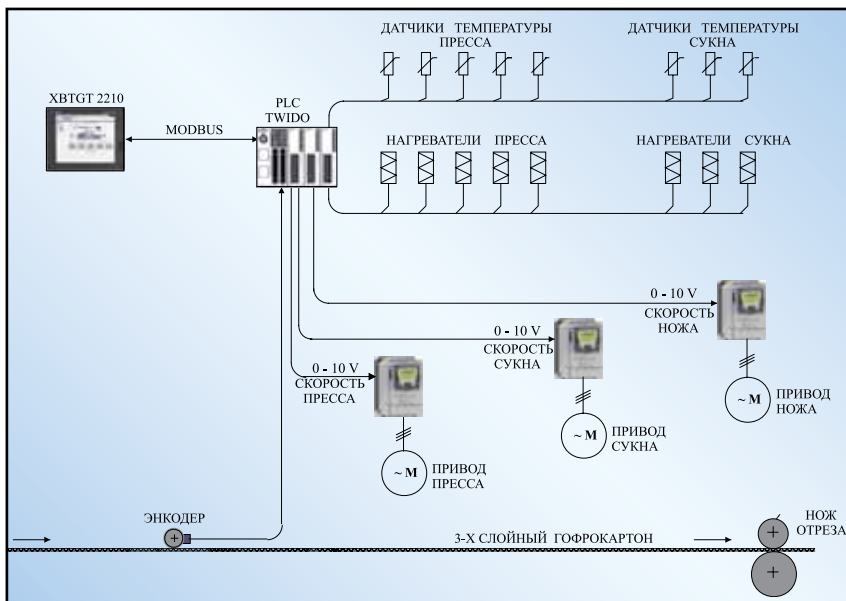 ДАТЧИКИ ТЕМПЕРАТУРЫ
ПРЕССА
ДАТЧИКИ ТЕМПЕРАТУРЫ
СУКНА
XBTGT 2210
PLC
TWIDO
MODBUS
НАГРЕВАТЕЛИ ПРЕССА
НАГРЕВАТЕЛИ СУКНА
0 - 10 V
СКОРОСТЬ
НОЖА
0 - 10 V
СКОРОСТЬ
СУКНА
0 - 10 V
СКОРОСТЬ
ПРЕССА
~ M
ПРИВОД
НОЖА
~ M
ПРИВОД
СУКНА
~ M
ПРИВОД
ПРЕССА
ЭНКОДЕР
3-Х СЛОЙНЫЙ ГОФРОКАРТОН
НОЖ
ОТРЕЗА